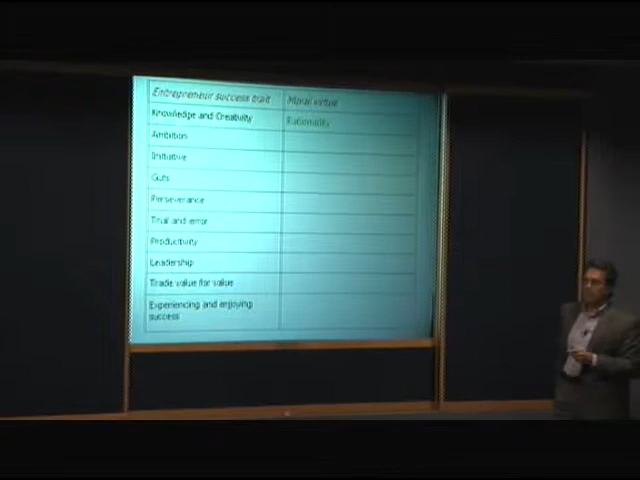 Entrepreneur success trait
Moral virtue
Knowledge and Creativity
Rationality
Ambition
Initiative
Guts
Perseverance
Trial and error
Productivity
Leadership
Trade value for value
Experiencing and enjoying
success